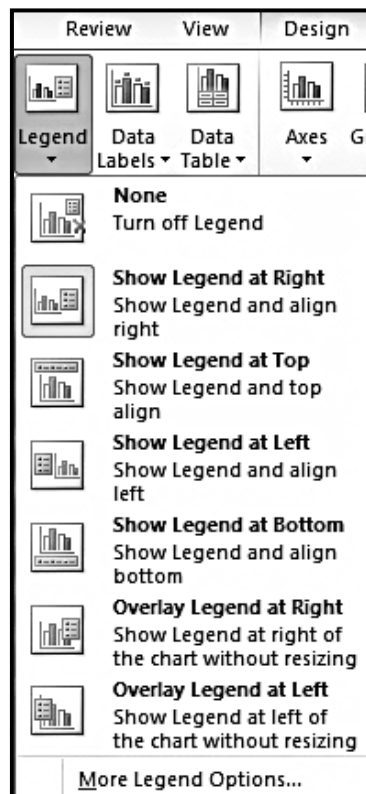 Review View Design
Legend Data Data Axes G
Labels Table
None
Turn off Legend
Show Legend at Right
Show Legend and align
right
Show Legend at Top
Show Legend and top
align
Show Legend at Left
Show Legend and align
left
Show Legend at Bottom
Show Legend and align
bottom
Overlay Legend at Right
Show Legend at right of
the chart without resizing
Overlay Legend at Left
Show Legend at left of
the chart without resizing
More Legend Options...